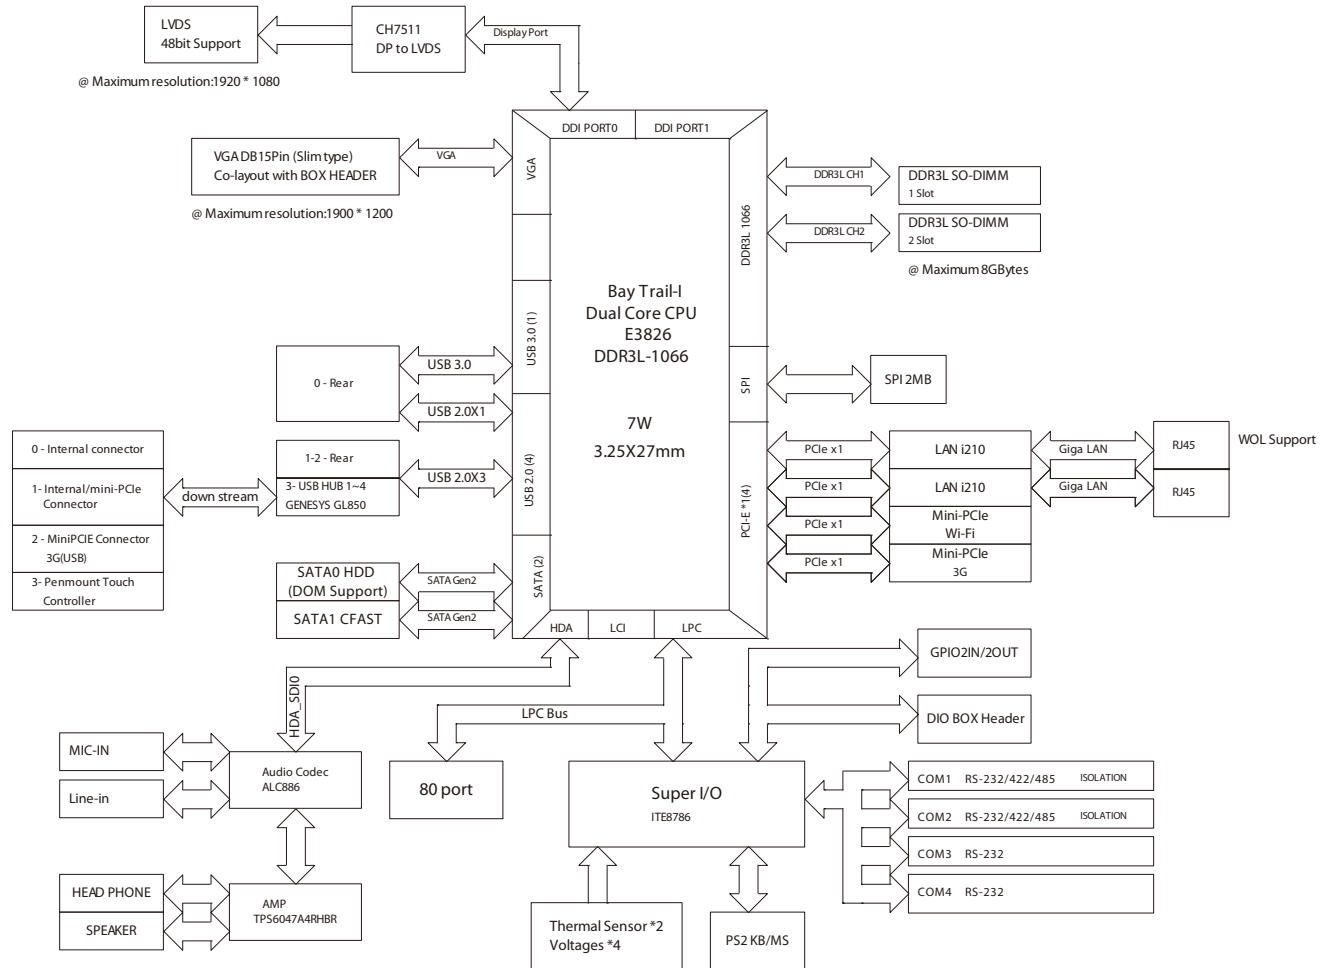 LVDS
48bit Support
@ Maximum resolution:1920 * 1080
CH7511
DP to LVDS
Display Port
DDI PORT0
DDI PORT1
VGA DB15Pin (Slim type)
Co-layout with BOX HEADER
@ Maximum resolution:1900 * 1200
VGA
VGA
DDR3L 1066
DDR3L CH1
DDR3L SO-DIMM
1 Slot
DDR3L CH2
DDR3L SO-DIMM
2 Slot
@ Maximum 8GBytes
Bay Trail-I
Dual Core CPU
E3826
DDR3L-1066
7W
3.25X27mm
USB 3.0 (1)
USB 3.0
0 - Rear
USB 2.0X1
SPI
SPI 2MB
USB 2.0 (4)
1-2 - Rear
3- USB HUB 1~4
GENESYS GL850
USB 2.0X3
down stream
0 - Internal connector
1- Internal/mini-PCIe
Connector
2 - MiniPCIE Connector
3G(USB)
3- Penmount Touch
Controller
PCI-E *1(4)
PCIe x1
LAN i210
Giga LAN
RJ45
WOL Support
PCIe x1
LAN i210
Giga LAN
RJ45
PCIe x1
Mini-PCIe
Wi-Fi
PCIe x1
Mini-PCIe
3G
SATA (2)
SATA0 HDD
(DOM Support)
SATA Gen2
SATA1 CFAST
SATA Gen2
HDA
LCI
LPC
HDA_SDI0
LPC Bus
GPIO2IN/2OUT
DIO BOX Header
MIC-IN
Line-in
Audio Codec
ALC886
80 port
Super I/O
ITE8786
COM1 RS-232/422/485 ISOLATION
COM2 RS-232/422/485 ISOLATION
COM3 RS-232
COM4 RS-232
HEAD PHONE
SPEAKER
AMP
TPS6047A4RHBR
Thermal Sensor *2
Voltages *4
PS2 KB/MS